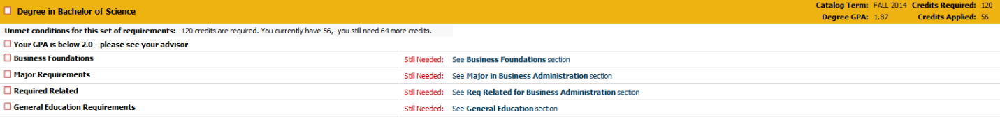 Degree in Bachelor of Science
Catalog Term: FALL 2014 Credits Required: 120
Degree GPA: 1.87 Credits Applied: 56
Unmet conditions for this set of requirements: 120 credits are required. You currently have 56, you still need 64 more credits.
Your GPA is below 2.0 - please see your advisor
Business Foundations Still Needed: See Business Foundations section
Major Requirements Still Needed: See Major in Business Administration section
Required Related Still Needed: See Req Related for Business Administration section
General Education Requirements Still Needed: See General Education section